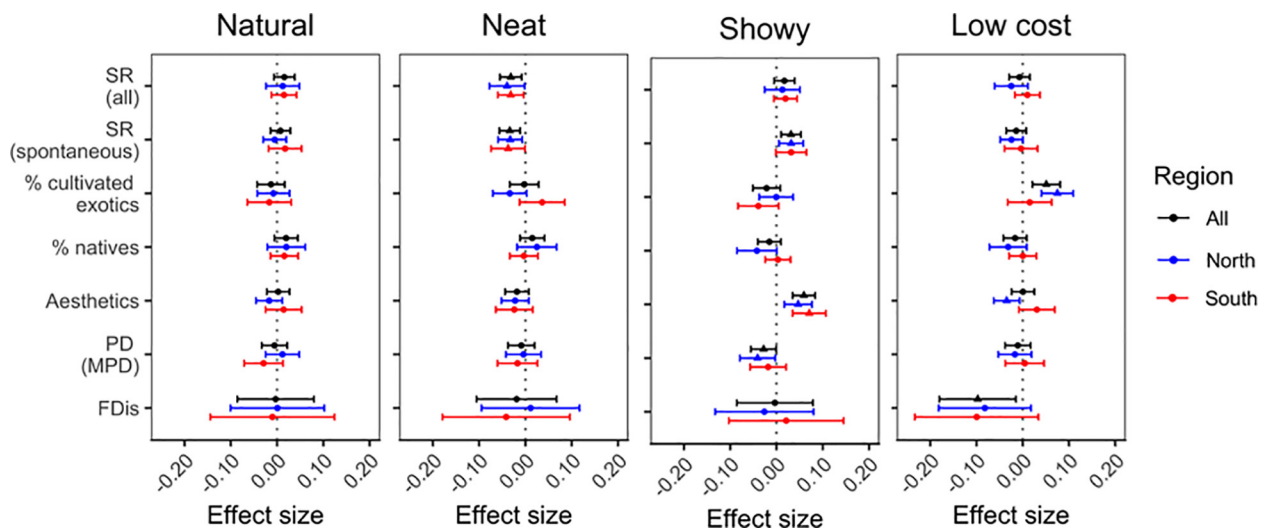 Natural
Neat
Showy
Low cost
SR
(all)
SR
(spontaneous)
% cultivated
exotics
% natives
Aesthetics
PD
(MPD)
FDis
Region
All
North
South
-0.20 -0.10 0.00 0.10 0.20
-0.20 -0.10 0.00 0.10 0.20
-0.20 -0.10 0.00 0.10 0.20
-0.20 -0.10 0.00 0.10 0.20
Effect size
Effect size
Effect size
Effect size